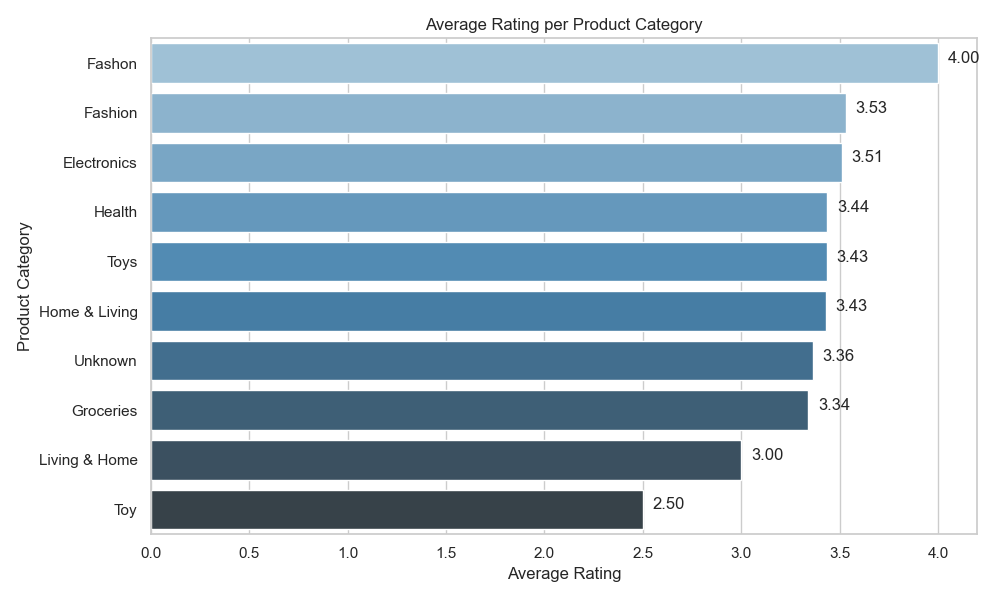 Average Rating per Product Category
Product Category
Fashon 4.00
Fashion 3.53
Electronics 3.51
Health 3.44
Toys 3.43
Home & Living 3.43
Unknown 3.36
Groceries 3.34
Living & Home 3.00
Toy 2.50
0.0 0.5 1.0 1.5 2.0 2.5 3.0 3.5 4.0
Average Rating